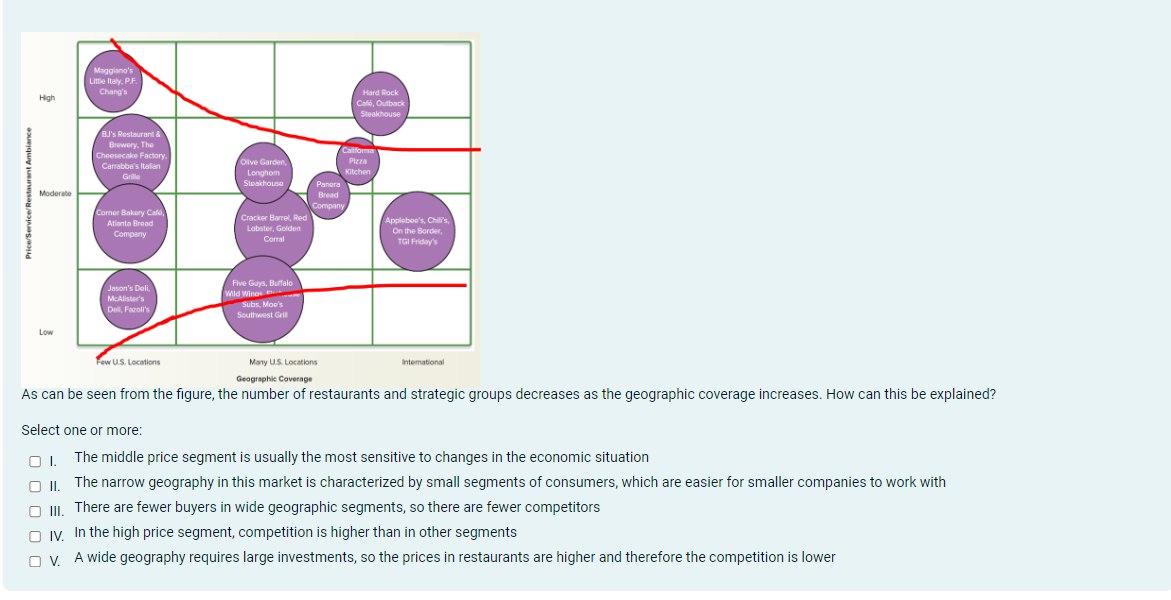 Price/Service/Restaurant Ambiance
High
Moderate
Low
Maggiano's
Little Italy, P.F.
Chang's
Hard Rock
Café, Outback
Steakhouse
BJ's Restaurant &
Brewery, The
Cheesecake Factory,
Carrabba's Italian
Grille
Olive Garden,
Longhorn
Steakhouse
California
Pizza
Kitchen
Panera
Bread
Company
Corner Bakery Café,
Atlanta Bread
Company
Cracker Barrel, Red
Lobster, Golden
Corral
Applebee's, Chili's,
On the Border,
TGI Friday's
Jason's Deli,
McAlister's
Deli, Fazoli's
Five Guys, Buffalo
Wild Wings,
Subs, Moe's
Southwest Grill
Few U.S. Locations
Many U.S. Locations
International
Geographic Coverage
As can be seen from the figure, the number of restaurants and strategic groups decreases as the geographic coverage increases. How can this be explained?
Select one or more:
I. The middle price segment is usually the most sensitive to changes in the economic situation
II. The narrow geography in this market is characterized by small segments of consumers, which are easier for smaller companies to work with
III. There are fewer buyers in wide geographic segments, so there are fewer competitors
IV. In the high price segment, competition is higher than in other segments
V. A wide geography requires large investments, so the prices in restaurants are higher and therefore the competition is lower